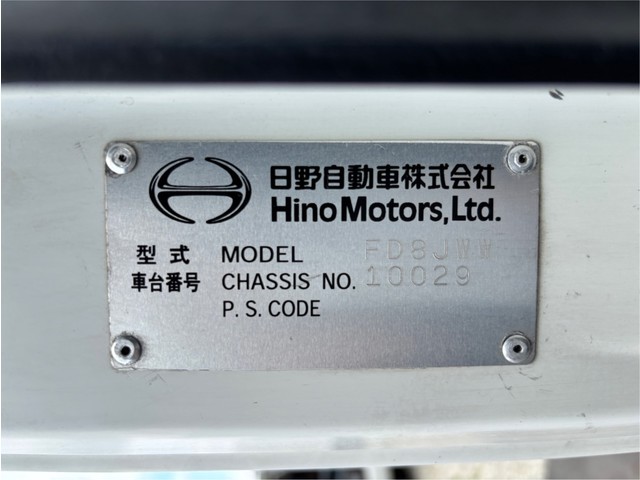 日野自動車株式会社
Hino Motors, Ltd.
型式 MODEL FD8JWW
車台番号 CHASSIS NO. 10029
P.S. CODE